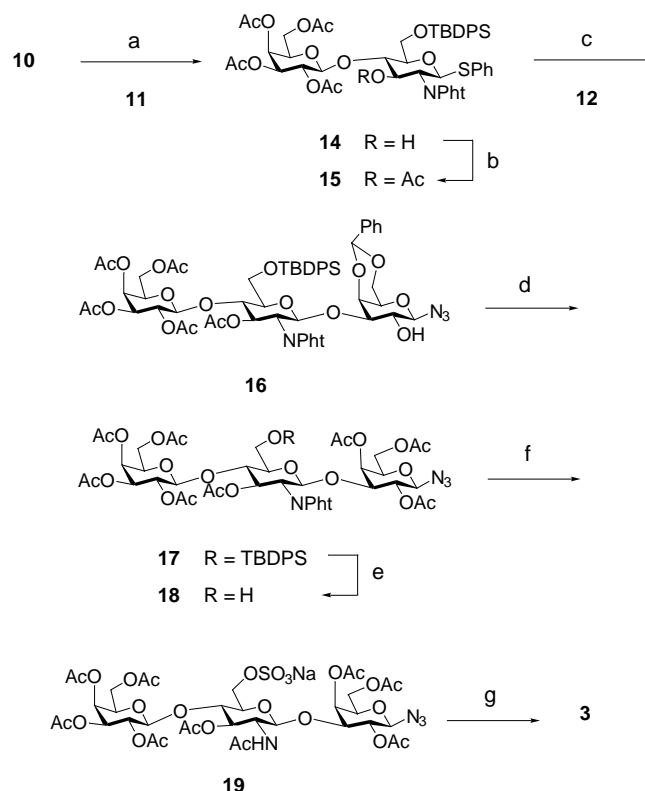 AcO OAc OTBDPS
10 a AcO O O O SPh c
11 AcO OAc RO NPht 12
14 R = H
b
15 R = Ac
Ph
AcO OAc OTBDPS O O
AcO O O O O O N3 d
OAc AcO NPht OH
16
AcO OAc OR AcO OAc
AcO O O O O O N3 f
OAc AcO NPht OAc
17 R = TBDPS
e
18 R = H
AcO OAc OSO3Na AcO OAc
AcO O O O O O N3 g 3
OAc AcO AcHN OAc
19